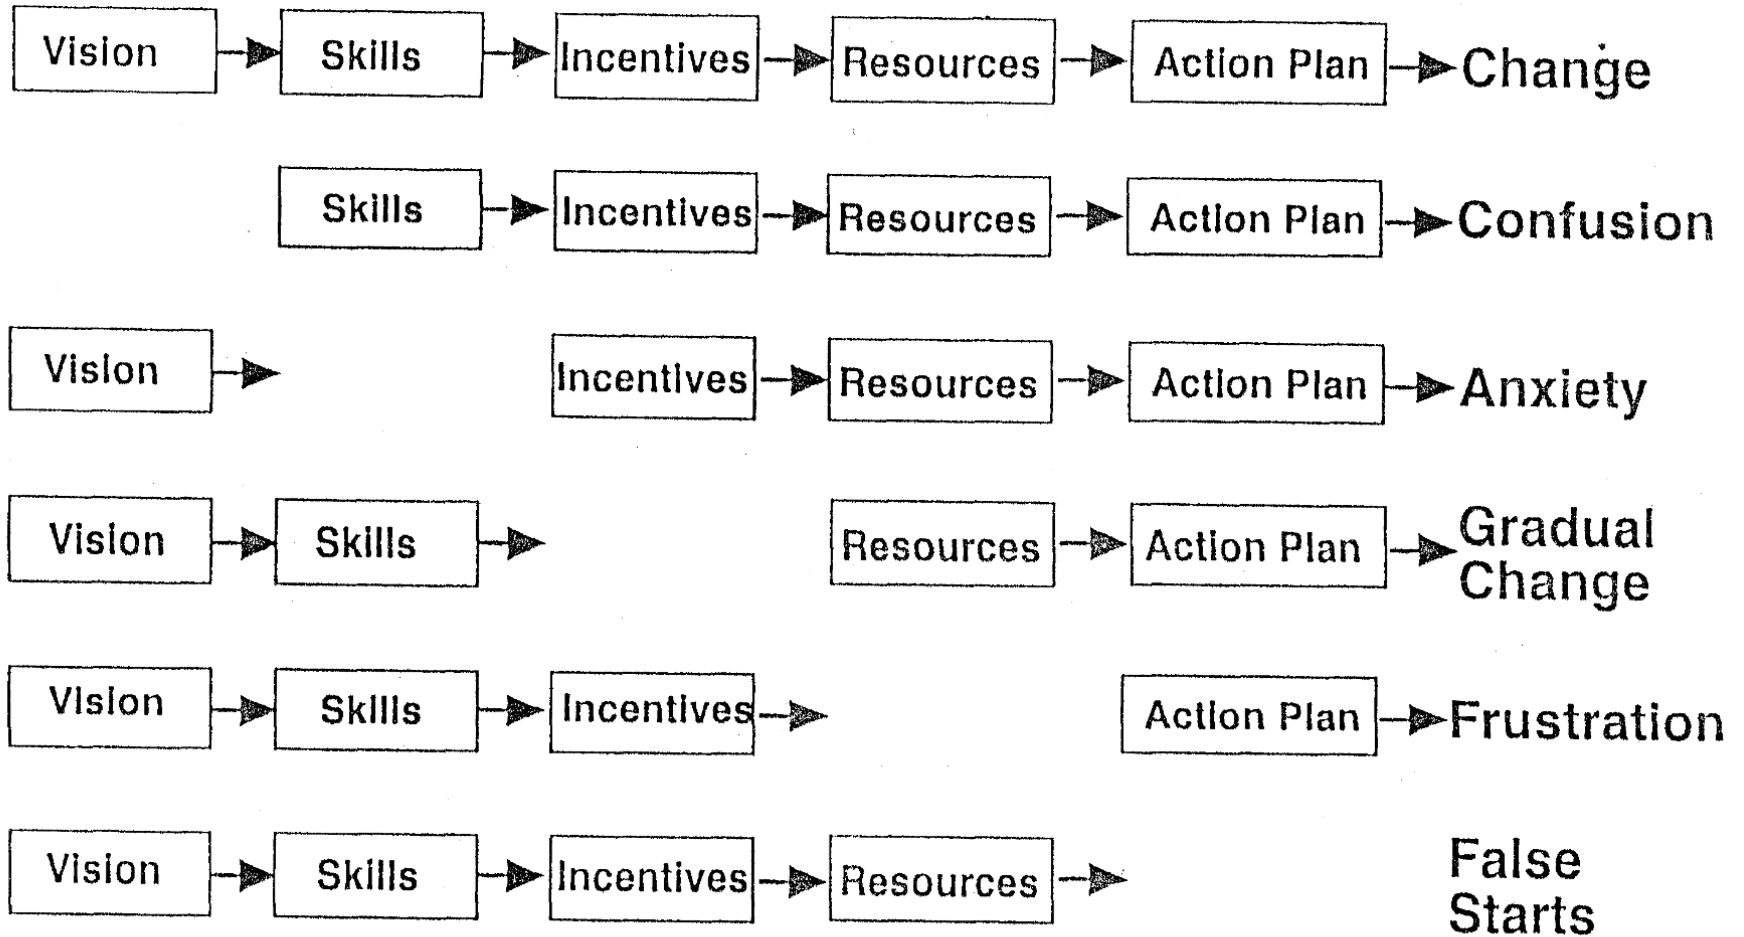 Vision Skills Incentives Resources Action Plan Change
Skills Incentives Resources Action Plan Confusion
Vision Incentives Resources Action Plan Anxiety
Vision Skills Resources Action Plan Gradual
Change
Vision Skills Incentives Action Plan Frustration
Vision Skills Incentives Resources False
Starts